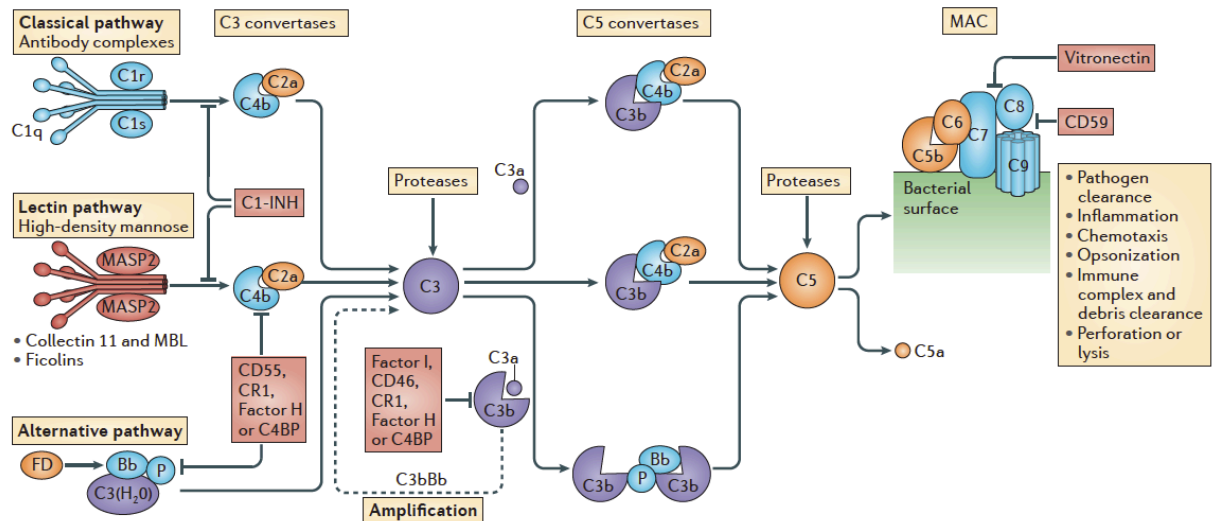 Classical pathway
Antibody complexes
C1r
C1s
C1q
C3 convertases
C2a
C4b
C1-INH
Lectin pathway
High-density mannose
MASP2
MASP2
• Collectin 11 and MBL
• Ficolins
C2a
C4b
CD55,
CR1,
Factor H
or C4BP
Alternative pathway
FD
Bb
P
C3(H₂0)
Proteases
C3
Factor I,
CD46,
CR1,
Factor H
or C4BP
C3a
C3b
C3bBb
Amplification
C5 convertases
C3a
C2a
C4b
C3b
C2a
C4b
C3b
Bb
C3b
P
C3b
Proteases
C5
C5a
MAC
Vitronectin
CD59
C8
C6
C7
C5b
C9
Bacterial
surface
• Pathogen
clearance
• Inflammation
• Chemotaxis
• Opsonization
• Immune
complex and
debris clearance
• Perforation or
lysis